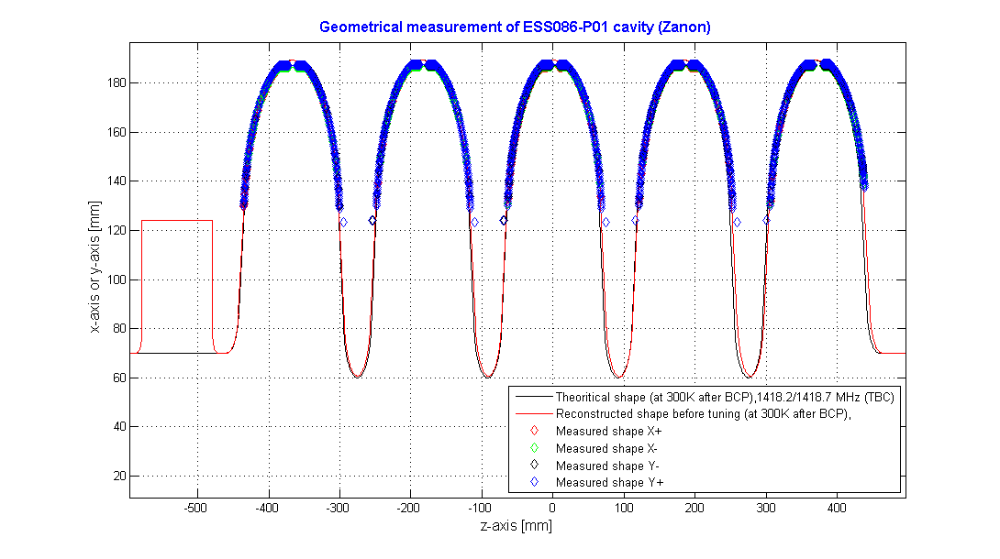 Geometrical measurement of ESS086-P01 cavity (Zanon)
x-axis or y-axis [mm]
180
160
140
120
100
80
60
40
20
Theoritical shape (at 300K after BCP),1418.2/1418.7 MHz (TBC)
Reconstructed shape before tuning (at 300K after BCP),
Measured shape X+
Measured shape X-
Measured shape Y-
Measured shape Y+
-500 -400 -300 -200 -100 0 100 200 300 400
z-axis [mm]